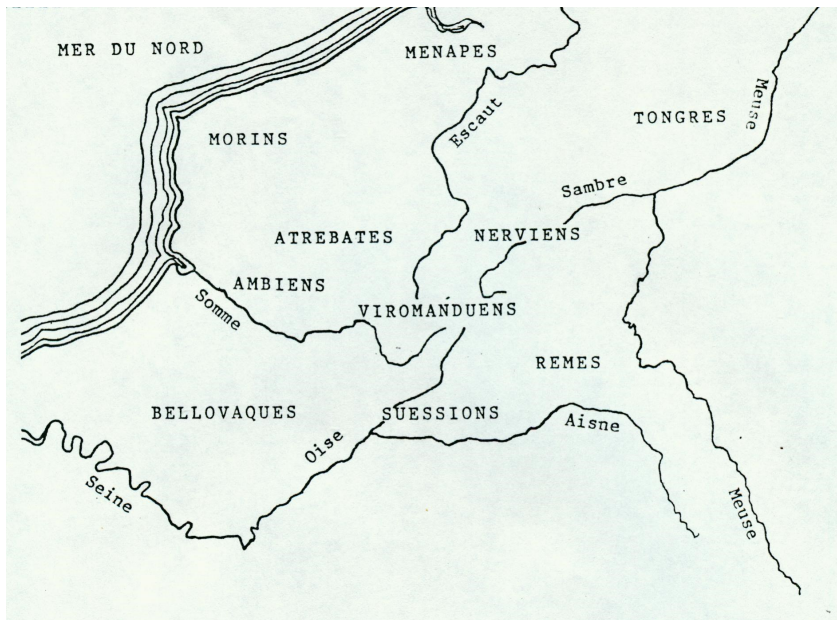 MER DU NORD
MENAPES
Meuse
Escaut
TONGRES
MORINS
Sambre
ATREBATES
NERVIENS
AMBIENS
Somme
VIROMANDUENS
REMES
BELLOVAQUES
SUESSIONS
Aisne
Oise
Seine
Meuse